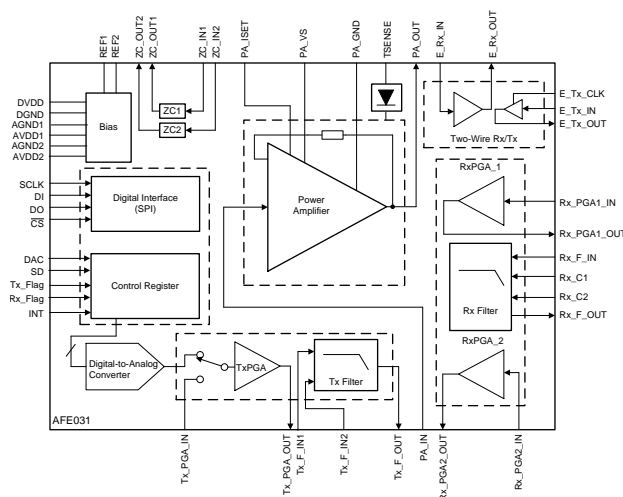 REF1
REF2
ZC_OUT2
ZC_OUT1
ZC_IN1
ZC_IN2
PA_ISET
PA_VS
PA_GND
TSENSE
PA_OUT
E_Rx_IN
E_Rx_OUT
DVDD
DGND
AGND1
AVDD1
AGND2
AVDD2
Bias
ZC1
ZC2
E_Tx_CLK
E_Tx_IN
E_Tx_OUT
Two-Wire Rx/Tx
SCLK
DI
DO
CS
Digital Interface
(SPI)
Power
Amplifier
RxPGA_1
Rx_PGA1_IN
Rx_PGA1_OUT
DAC
SD
Tx_Flag
Rx_Flag
INT
Control Register
Rx_F_IN
Rx_C1
Rx_C2
Rx_F_OUT
Rx Filter
RxPGA_2
Digital-to-Analog
Converter
TxPGA
Tx Filter
AFE031
Tx_PGA_IN
Tx_PGA_OUT
Tx_F_IN1
Tx_F_IN2
Tx_F_OUT
PA_IN
Rx_PGA2_OUT
Rx_PGA2_IN